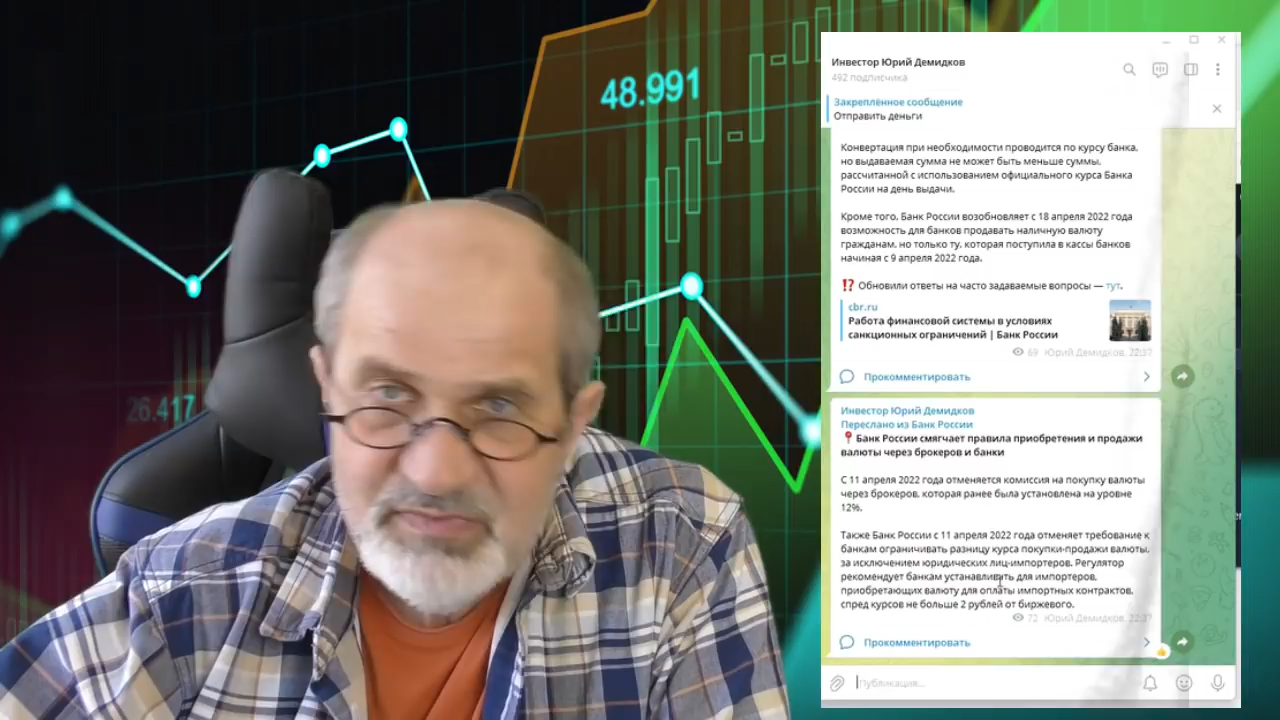 48.991
26.417
Инвестор Юрий Демидков
492 подписчика
Закреплённое сообщение
Отправить деньги
Конвертация при необходимости проводится по курсу банка,
но выдаваемая сумма не может быть меньше суммы,
рассчитанной с использованием официального курса Банка
России на день выдачи.
Кроме того, Банк России возобновляет с 18 апреля 2022 года
возможность для банков продавать наличную валюту
гражданам, но только ту, которая поступила в кассы банков
начиная с 9 апреля 2022 года.
⁉️ Обновили ответы на часто задаваемые вопросы — тут.
cbr.ru
Работа финансовой системы в условиях
санкционных ограничений | Банк России
69 Юрий Демидков, 22:37
Прокомментировать
Инвестор Юрий Демидков
Переслано из Банк России
📍 Банк России смягчает правила приобретения и продажи
валюты через брокеров и банки
С 11 апреля 2022 года отменяется комиссия на покупку валюты
через брокеров, которая ранее была установлена на уровне
12%.
Также Банк России с 11 апреля 2022 года отменяет требование к
банкам ограничивать разницу курса покупки-продажи валюты,
за исключением юридических лиц-импортеров. Регулятор
рекомендует банкам устанавливать для импортеров,
приобретающих валюту для оплаты импортных контрактов,
спред курсов не больше 2 рублей от биржевого.
72 Юрий Демидков, 22:37
Прокомментировать
Публикация...